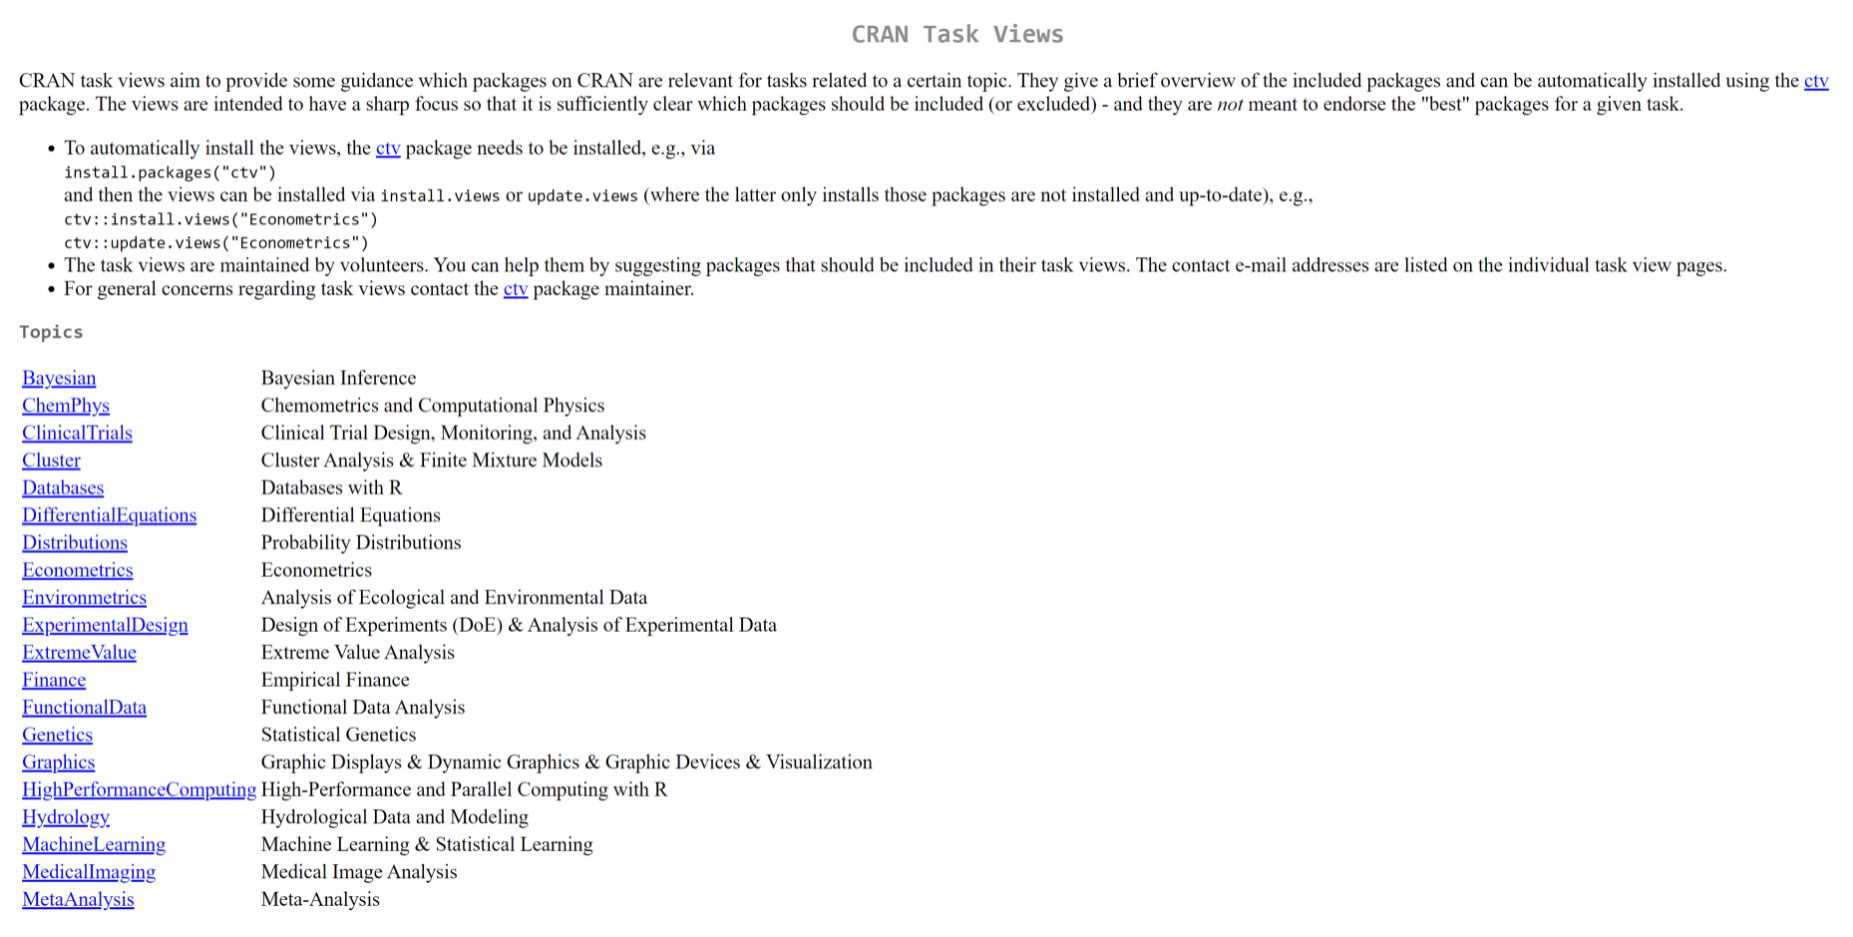 CRAN Task Views
CRAN task views aim to provide some guidance which packages on CRAN are relevant for tasks related to a certain topic. They give a brief overview of the included packages and can be automatically installed using the ctv
package. The views are intended to have a sharp focus so that it is sufficiently clear which packages should be included (or excluded) - and they are not meant to endorse the "best" packages for a given task.
• To automatically install the views, the ctv package needs to be installed, e.g., via
install.packages("ctv")
and then the views can be installed via install.views or update.views (where the latter only installs those packages are not installed and up-to-date), e.g.,
ctv::install.views("Econometrics")
ctv::update.views("Econometrics")
• The task views are maintained by volunteers. You can help them by suggesting packages that should be included in their task views. The contact e-mail addresses are listed on the individual task view pages.
• For general concerns regarding task views contact the ctv package maintainer.
Topics
Bayesian Bayesian Inference
ChemPhys Chemometrics and Computational Physics
ClinicalTrials Clinical Trial Design, Monitoring, and Analysis
Cluster Cluster Analysis & Finite Mixture Models
Databases Databases with R
DifferentialEquations Differential Equations
Distributions Probability Distributions
Econometrics Econometrics
Environmetrics Analysis of Ecological and Environmental Data
ExperimentalDesign Design of Experiments (DoE) & Analysis of Experimental Data
ExtremeValue Extreme Value Analysis
Finance Empirical Finance
FunctionalData Functional Data Analysis
Genetics Statistical Genetics
Graphics Graphic Displays & Dynamic Graphics & Graphic Devices & Visualization
HighPerformanceComputing High-Performance and Parallel Computing with R
Hydrology Hydrological Data and Modeling
MachineLearning Machine Learning & Statistical Learning
MedicalImaging Medical Image Analysis
MetaAnalysis Meta-Analysis